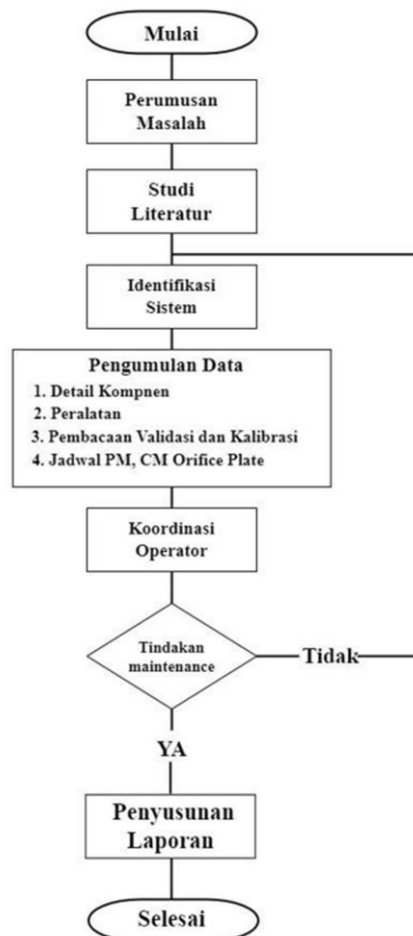 Mulai
Perumusan
Masalah
Studi
Literatur
Identifikasi
Sistem
Pengumulan Data
1. Detail Kompnen
2. Peralatan
3. Pembacaan Validasi dan Kalibrasi
4. Jadwal PM, CM Orifice Plate
Koordinasi
Operator
Tindakan
maintenance
Tidak
YA
Penyusunan
Laporan
Selesai